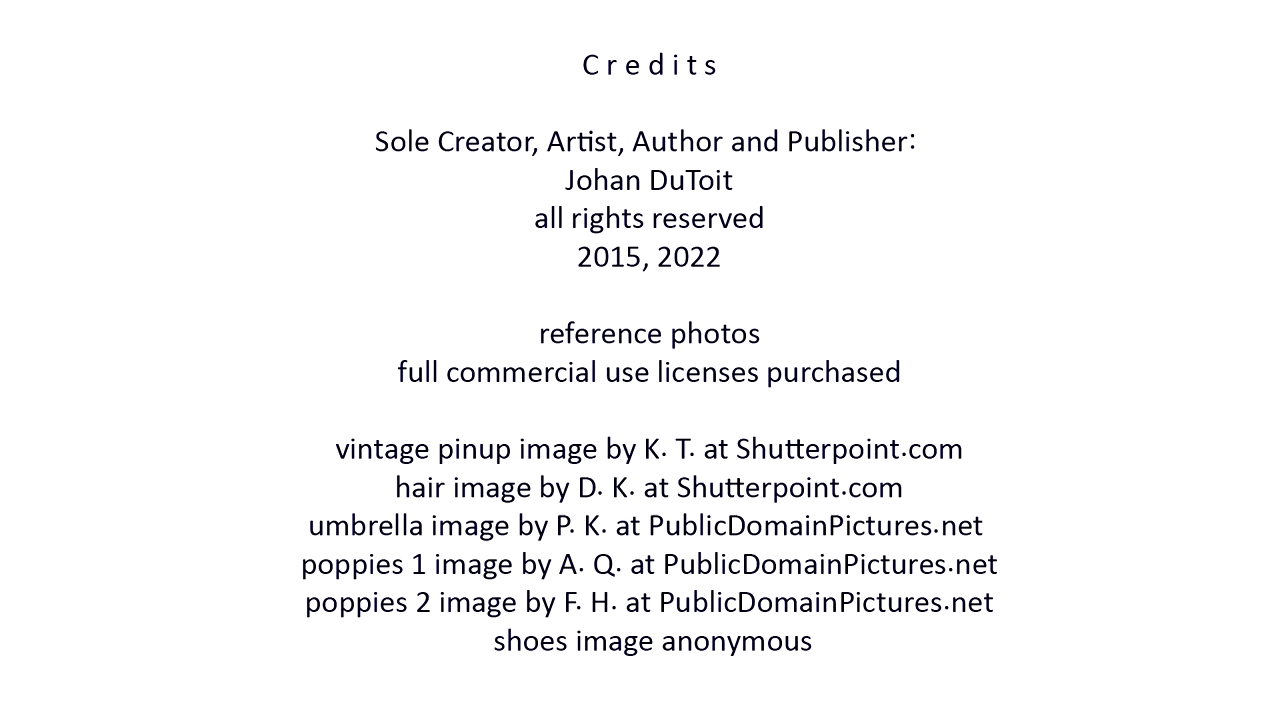 C r e d i t s
Sole Creator, Artist, Author and Publisher:
Johan DuToit
all rights reserved
2015, 2022
reference photos
full commercial use licenses purchased
vintage pinup image by K. T. at Shutterpoint.com
hair image by D. K. at Shutterpoint.com
umbrella image by P. K. at PublicDomainPictures.net
poppies 1 image by A. Q. at PublicDomainPictures.net
poppies 2 image by F. H. at PublicDomainPictures.net
shoes image anonymous